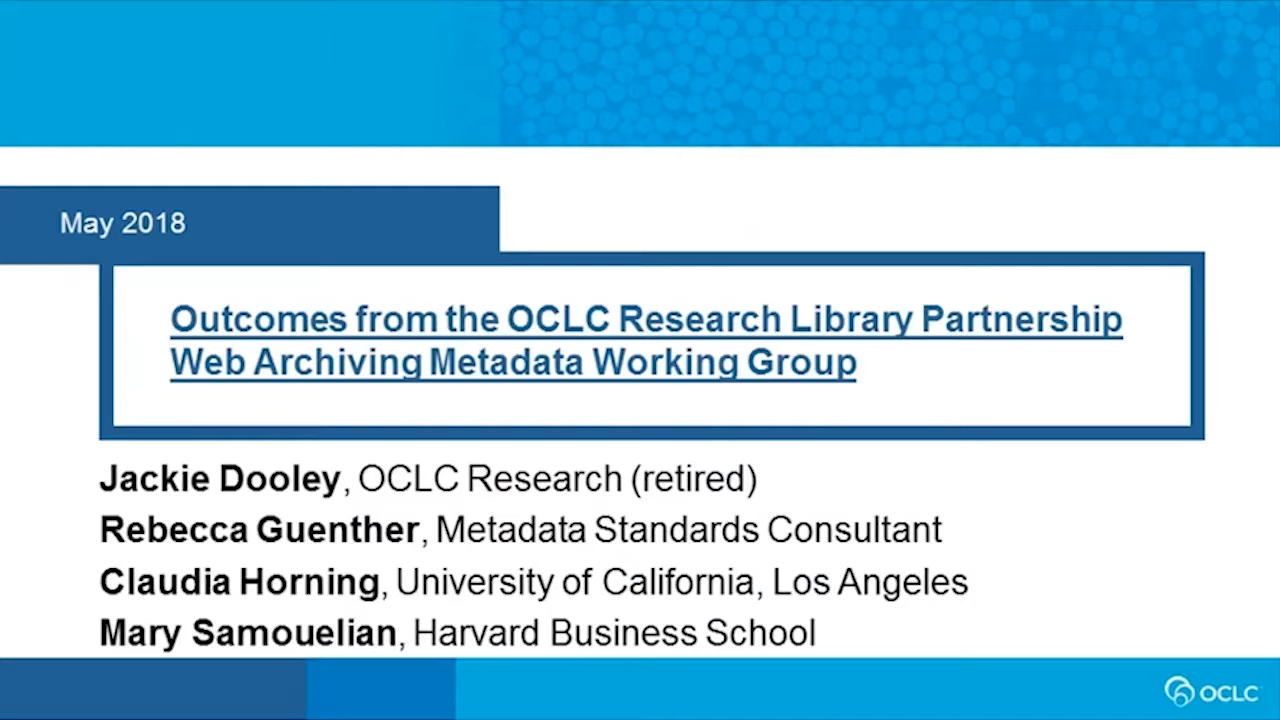 May 2018
Outcomes from the OCLC Research Library Partnership
Web Archiving Metadata Working Group
Jackie Dooley, OCLC Research (retired)
Rebecca Guenther, Metadata Standards Consultant
Claudia Horning, University of California, Los Angeles
Mary Samouelian, Harvard Business School
OCLC